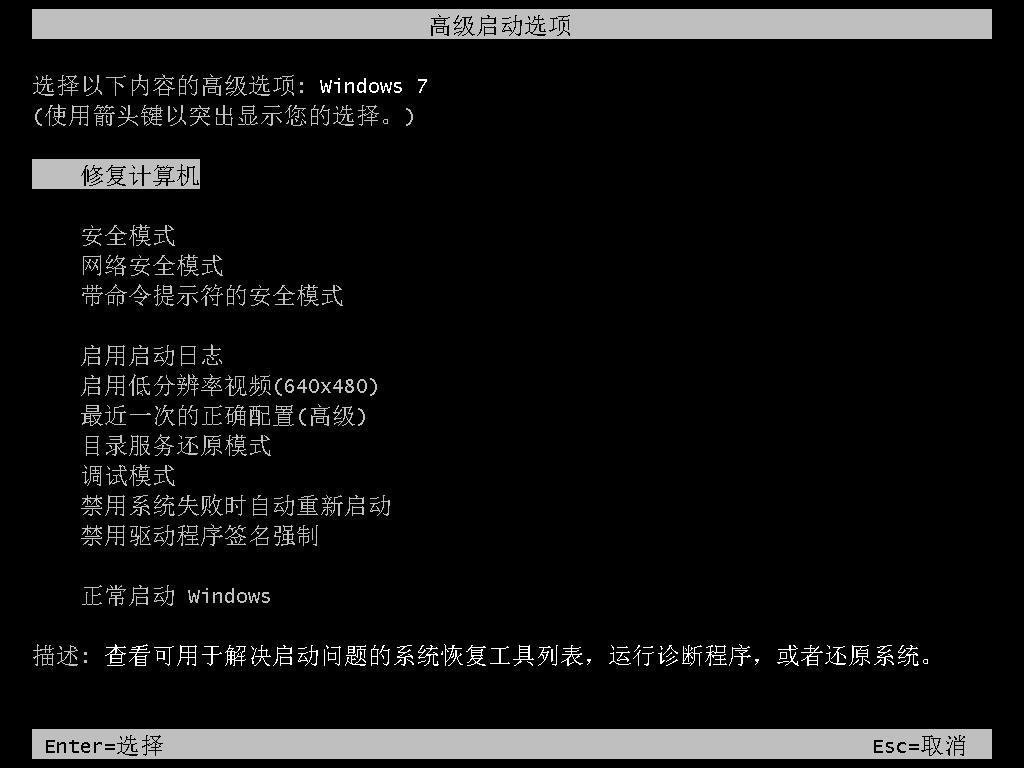 高级启动选项
选择以下内容的高级选项: Windows 7
(使用箭头键以突出显示您的选择。)
修复计算机
安全模式
网络安全模式
带命令提示符的安全模式
启用启动日志
启用低分辨率视频(640x480)
最近一次的正确配置(高级)
目录服务还原模式
调试模式
禁用系统失败时自动重新启动
禁用驱动程序签名强制
正常启动 Windows
描述: 查看可用于解决启动问题的系统恢复工具列表，运行诊断程序，或者还原系统。
Enter=选择 Esc=取消